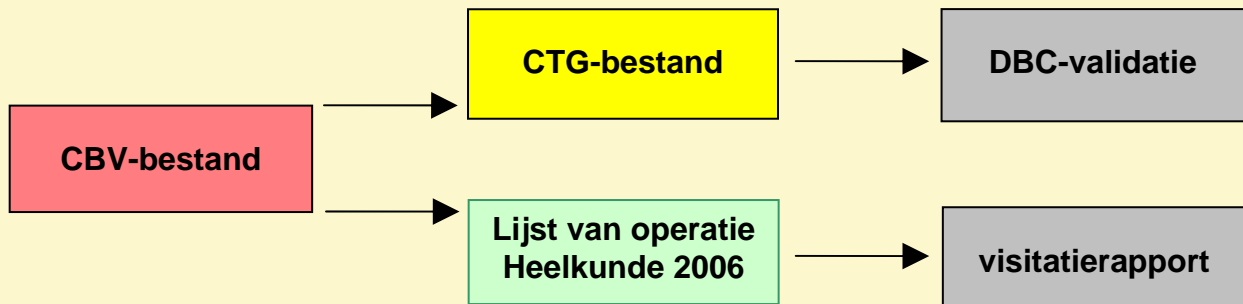 CTG-bestand
DBC-validatie
CBV-bestand
Lijst van operatie
Heelkunde 2006
visitatierapport